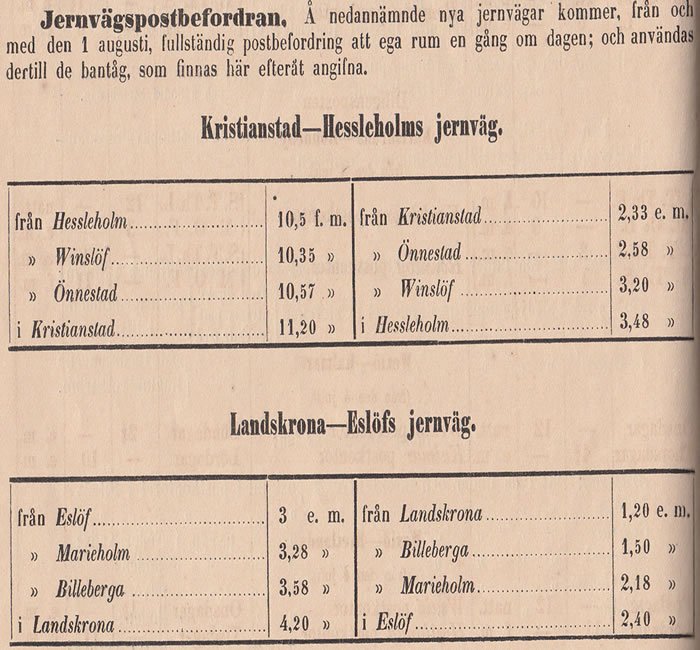 Jernvägspostbefordran. Å nedannämnde nya jernvägar kommer, från och
med den 1 augusti, fullständig postbefordring att ega rum en gång om dagen; och användas
dertill de bantåg, som finnas här efteråt angifna.
Kristianstad—Hessleholms jernväg.
från Hessleholm 10,5 f. m. från Kristianstad 2,33 e. m.
» Winslöf 10,35 » » Önnestad 2,58 »
» Önnestad 10,57 » » Winslöf 3,20 »
i Kristianstad 11,20 » i Hessleholm 3,48 »
Landskrona—Eslöfs jernväg.
från Eslöf 3 e. m. från Landskrona 1,20 e. m.
» Marieholm 3,28 » » Billeberga 1,50 »
» Billeberga 3,58 » » Marieholm 2,18 »
i Landskrona 4,20 » i Eslöf 2,40 »